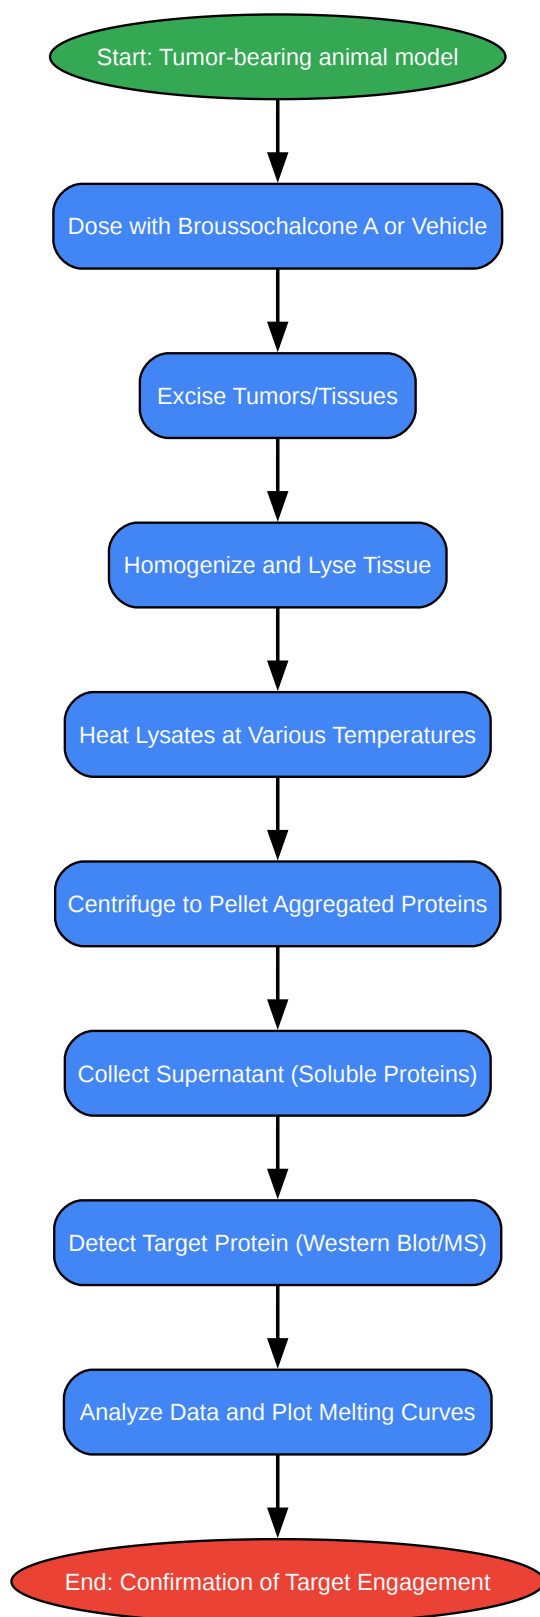 Start: Tumor-bearing animal model
Dose with Broussochalcone A or Vehicle
Excise Tumors/Tissues
Homogenize and Lyse Tissue
Heat Lysates at Various Temperatures
Centrifuge to Pellet Aggregated Proteins
Collect Supernatant (Soluble Proteins)
Detect Target Protein (Western Blot/MS)
Analyze Data and Plot Melting Curves
End: Confirmation of Target Engagement